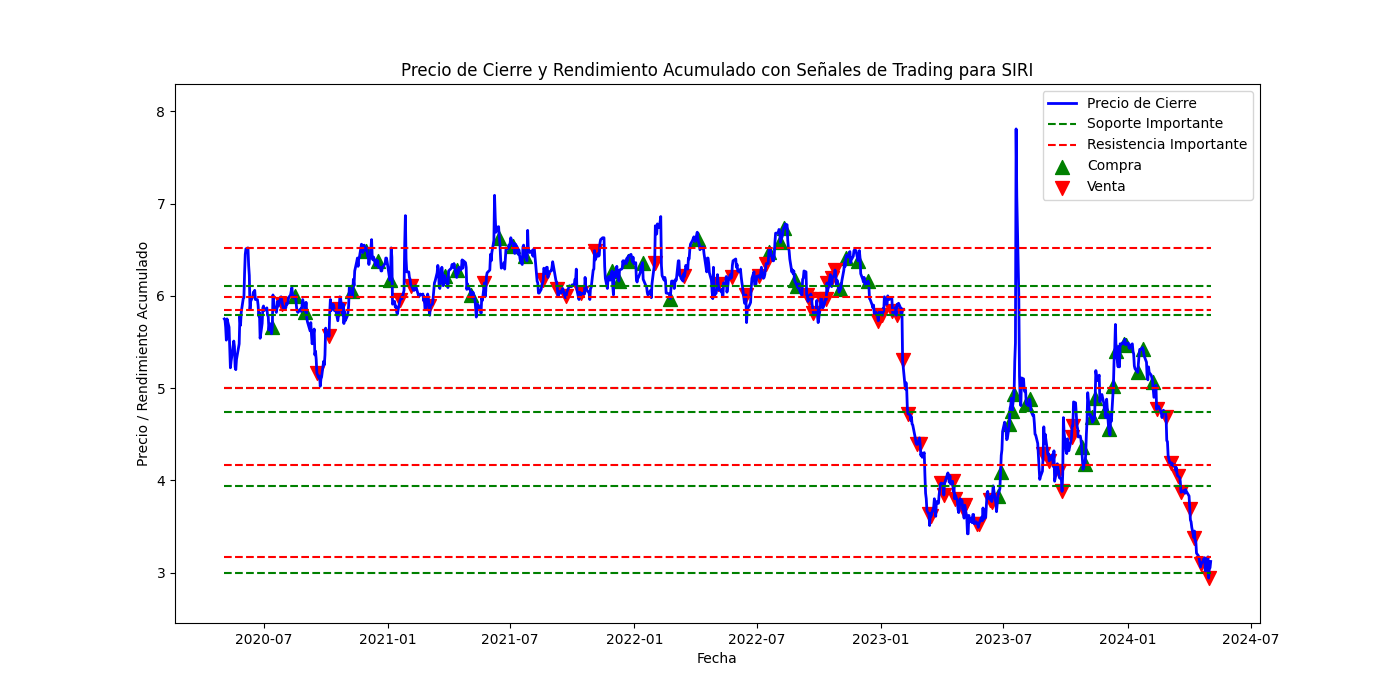 Precio de Cierre y Rendimiento Acumulado con Señales de Trading para SIRI
Precio de Cierre
Soporte Importante
Resistencia Importante
Compra
Venta
Precio / Rendimiento Acumulado
8
7
6
5
4
3
2020-07 2021-01 2021-07 2022-01 2022-07 2023-01 2023-07 2024-01 2024-07
Fecha